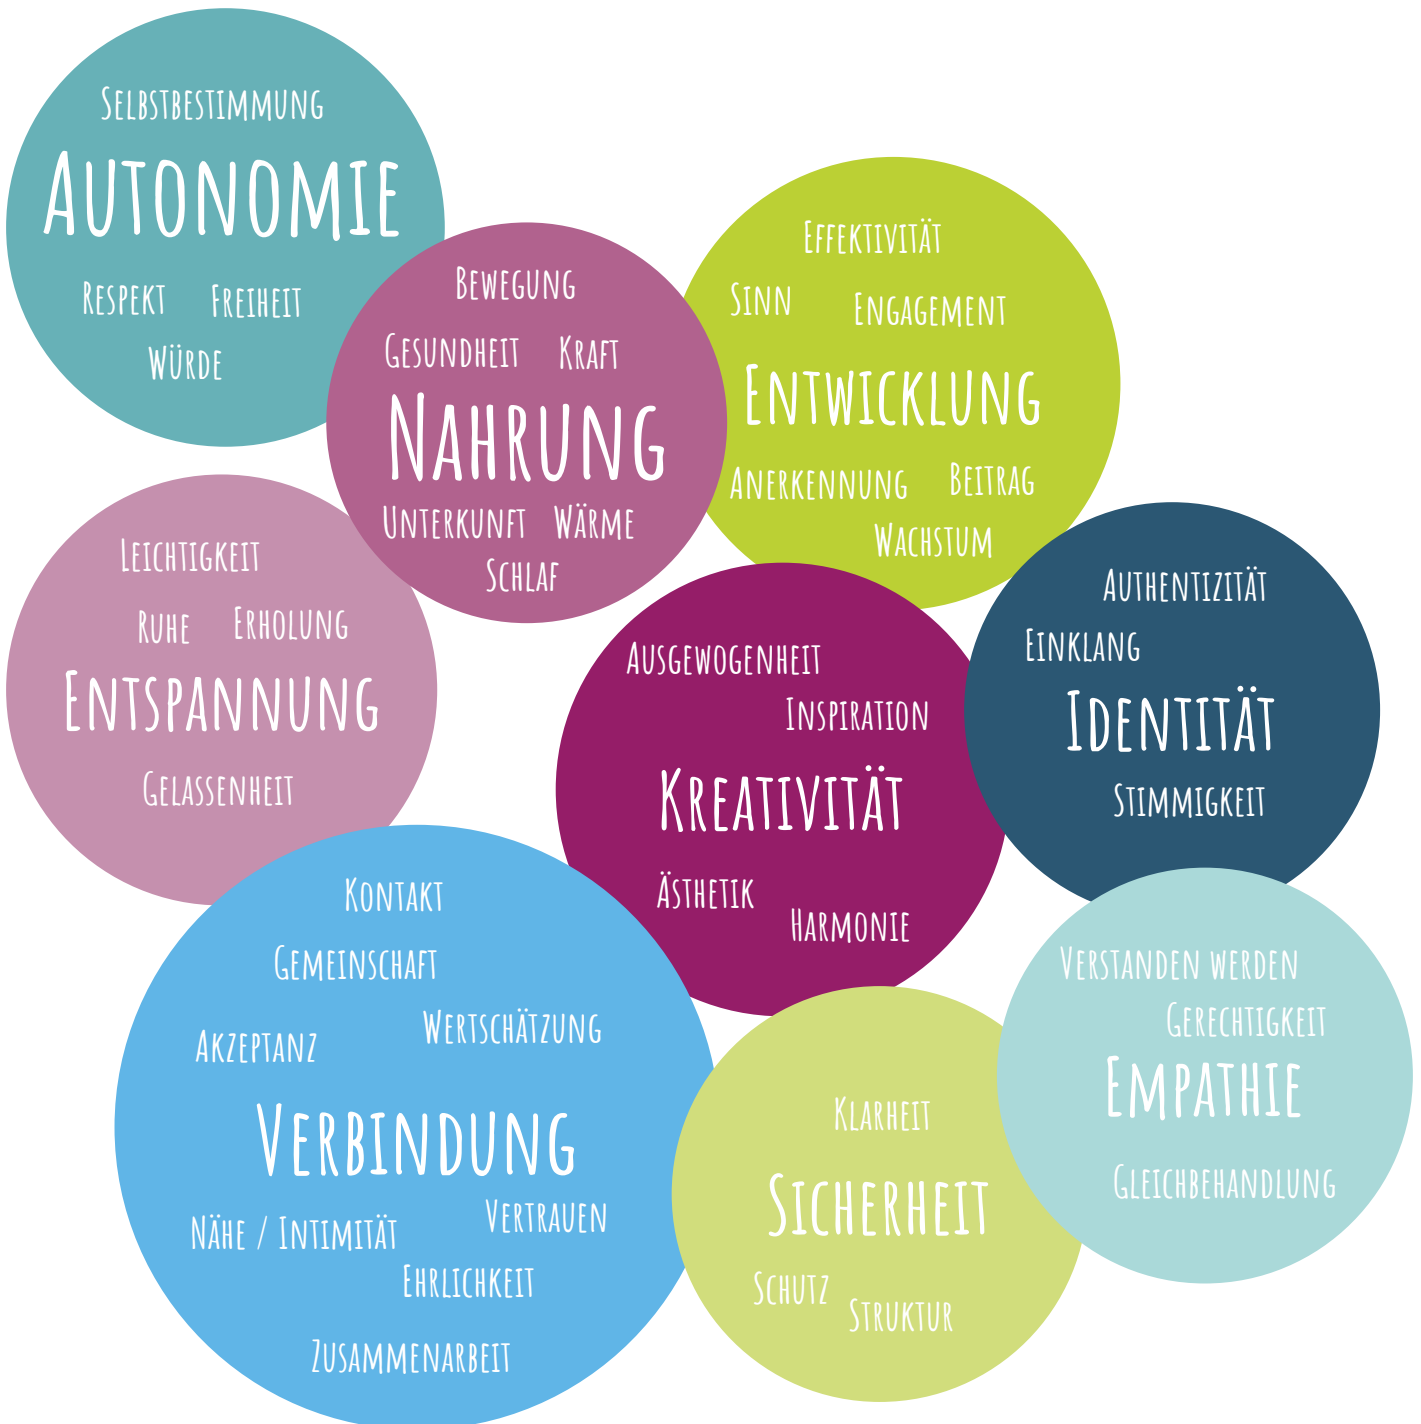 Selbstbestimmung
Autonomie
Respekt
Freiheit
Würde
Bewegung
Gesundheit
Kraft
Nahrung
Unterkunft
Wärme
Schlaf
Effektivität
Sinn
Engagement
Entwicklung
Anerkennung
Beitrag
Wachstum
Leichtigkeit
Ruhe
Erholung
Entspannung
Gelassenheit
Ausgewogenheit
Inspiration
Kreativität
Ästhetik
Harmonie
Authentizität
Einklang
Identität
Stimmigkeit
Kontakt
Gemeinschaft
Wertschätzung
Akzeptanz
Verbindung
Vertrauen
Nähe / Intimität
Ehrlichkeit
Zusammenarbeit
Klarheit
Sicherheit
Schutz
Struktur
Verstanden werden
Gerechtigkeit
Empathie
Gleichbehandlung